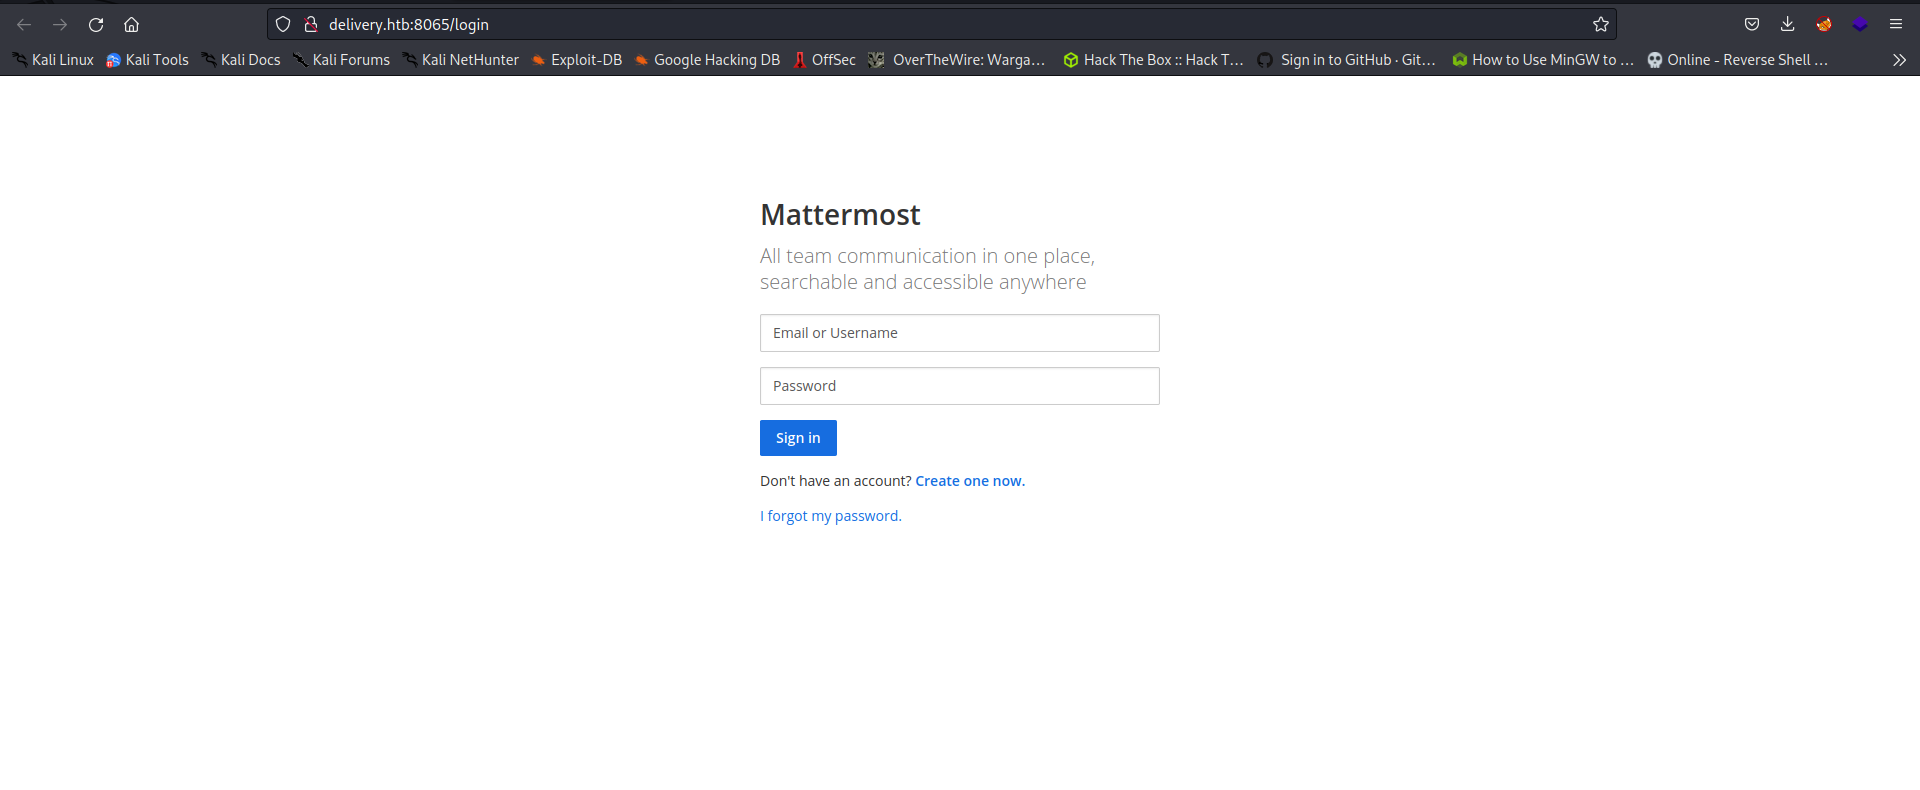 delivery.htb:8065/login
Kali Linux Kali Tools Kali Docs Kali Forums Kali NetHunter Exploit-DB Google Hacking DB OffSec OverTheWire: Warga… Hack The Box :: Hack T… Sign in to GitHub · Git… How to Use MinGW to … Online - Reverse Shell …
Mattermost
All team communication in one place,
searchable and accessible anywhere
Email or Username
Password
Sign in
Don't have an account? Create one now.
I forgot my password.